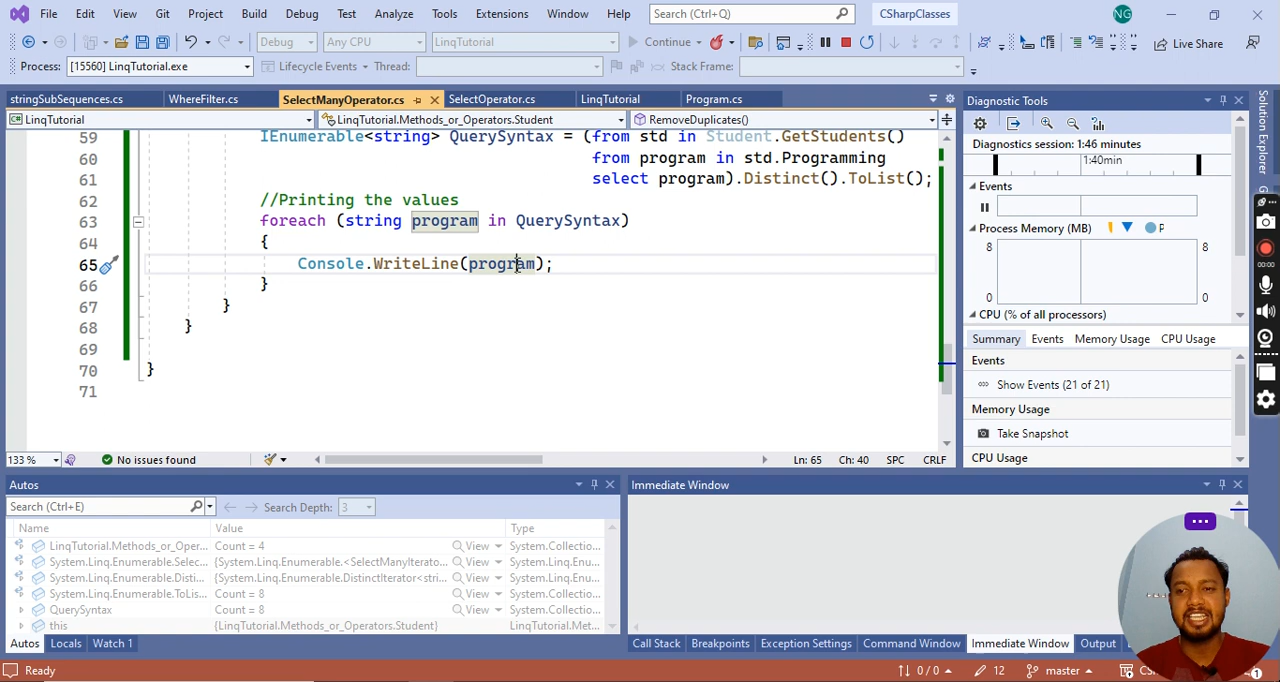 File Edit View Git Project Build Debug Test Analyze Tools Extensions Window Help Search (Ctrl+Q) CSharpClasses NG
Debug Any CPU LinqTutorial Continue Live Share
Process: [15560] LinqTutorial.exe Lifecycle Events Thread: Stack Frame:
stringSubSequences.cs WhereFilter.cs SelectManyOperator.cs SelectOperator.cs LinqTutorial Program.cs
LinqTutorial LinqTutorial.Methods_or_Operators.Student RemoveDuplicates()
59 IEnumerable<string> QuerySyntax = (from std in Student.GetStudents()
60 from program in std.Programming
61 select program).Distinct().ToList();
62 //Printing the values
63 foreach (string program in QuerySyntax)
64 {
65 Console.WriteLine(program);
66 }
67 }
68 }
69
70 }
71
133 % No issues found Ln: 65 Ch: 40 SPC CRLF
Diagnostic Tools
Diagnostics session: 1:46 minutes
1:40min
Events
Process Memory (MB) P
8 8
0 0
CPU (% of all processors)
Summary Events Memory Usage CPU Usage
Events
Show Events (21 of 21)
Memory Usage
Take Snapshot
CPU Usage
Solution Explorer
00:00
Autos
Search (Ctrl+E) Search Depth: 3
Name Value Type
LinqTutorial.Methods_or_Oper... Count = 4 View System.Collectio...
System.Linq.Enumerable.Selec... {System.Linq.Enumerable.<SelectManyIterato... View System.Linq.Enu...
System.Linq.Enumerable.Disti... {System.Linq.Enumerable.DistinctIterator<stri... View System.Linq.Enu...
System.Linq.Enumerable.ToLis... Count = 8 View System.Collectio...
QuerySyntax Count = 8 View System.Collectio...
this {LinqTutorial.Methods_or_Operators.Student} LinqTutorial.Met...
Autos Locals Watch 1
Immediate Window
Call Stack Breakpoints Exception Settings Command Window Immediate Window Output
Ready 0 / 0 12 master 1